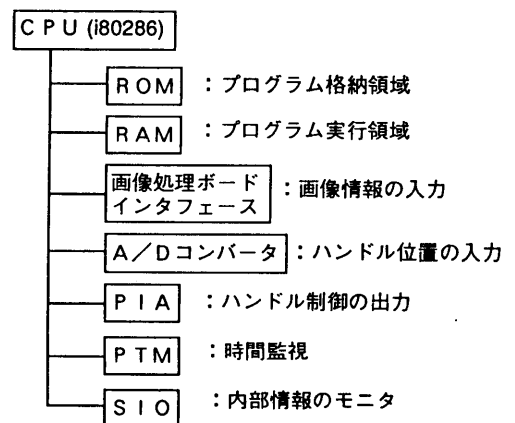 CPU (i80286)
ROM :プログラム格納領域
RAM :プログラム実行領域
画像処理ボード
インタフェース :画像情報の入力
A/Dコンバータ :ハンドル位置の入力
PIA :ハンドル制御の出力
PTM :時間監視
SIO :内部情報のモニタ